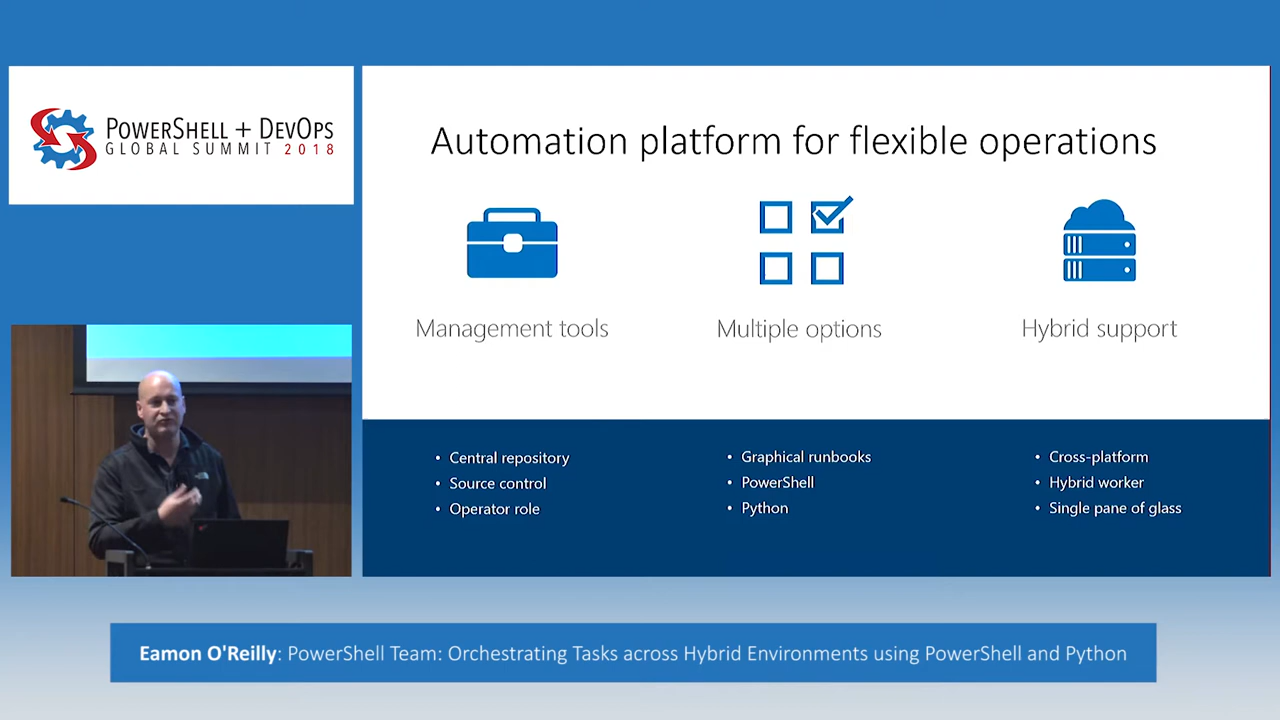 POWERSHELL + DEVOPS
GLOBAL SUMMIT 2018
Automation platform for flexible operations
Management tools
Multiple options
Hybrid support
• Central repository
• Source control
• Operator role
• Graphical runbooks
• PowerShell
• Python
• Cross-platform
• Hybrid worker
• Single pane of glass
Eamon O'Reilly: PowerShell Team: Orchestrating Tasks across Hybrid Environments using PowerShell and Python